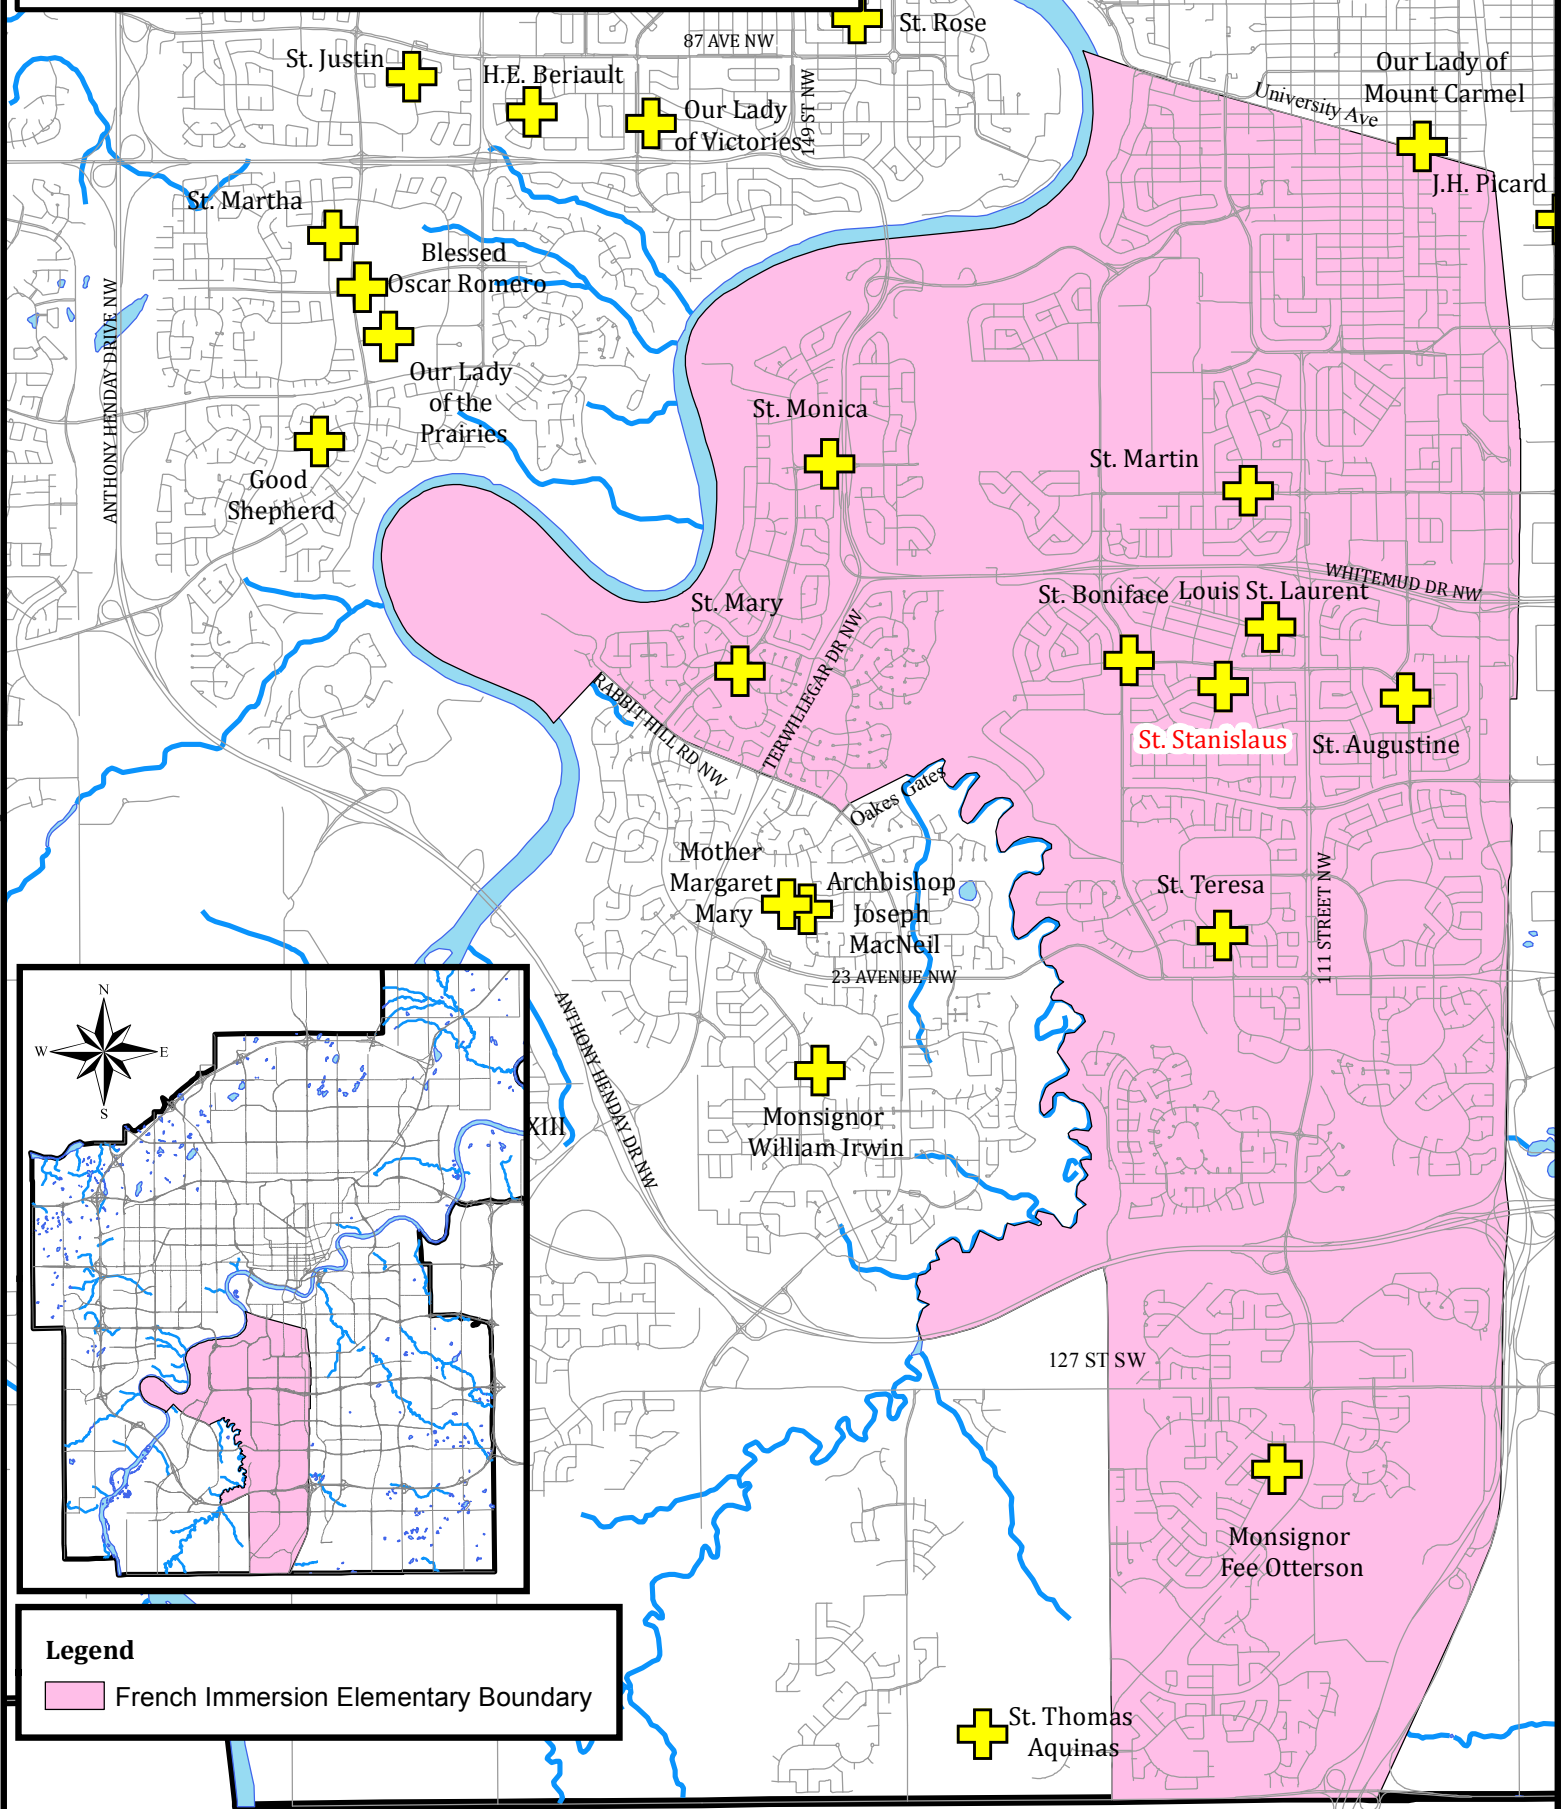 St. Rose
87 AVE NW
St. Justin
H.E. Beriault
Our Lady
of Victories
149 ST NW
Our Lady of
Mount Carmel
University Ave
J.H. Picard
St. Martha
Blessed
Oscar Romero
ANTHONY HENDAY DRIVE NW
Our Lady
of the
Prairies
Good
Shepherd
St. Monica
St. Martin
WHITEMUD DR NW
St. Boniface
Louis St. Laurent
St. Mary
TERWILLEGAR DR NW
RABBIT HILL RD NW
St. Stanislaus
St. Augustine
Oakes Gates
Mother
Margaret
Mary
Archbishop
Joseph
MacNeil
St. Teresa
111 STREET NW
23 AVENUE NW
ANTHONY HENDAY DR NW
Monsignor
William Irwin
XIII
N
W
E
S
127 ST SW
Monsignor
Fee Otterson
Legend
French Immersion Elementary Boundary
St. Thomas
Aquinas